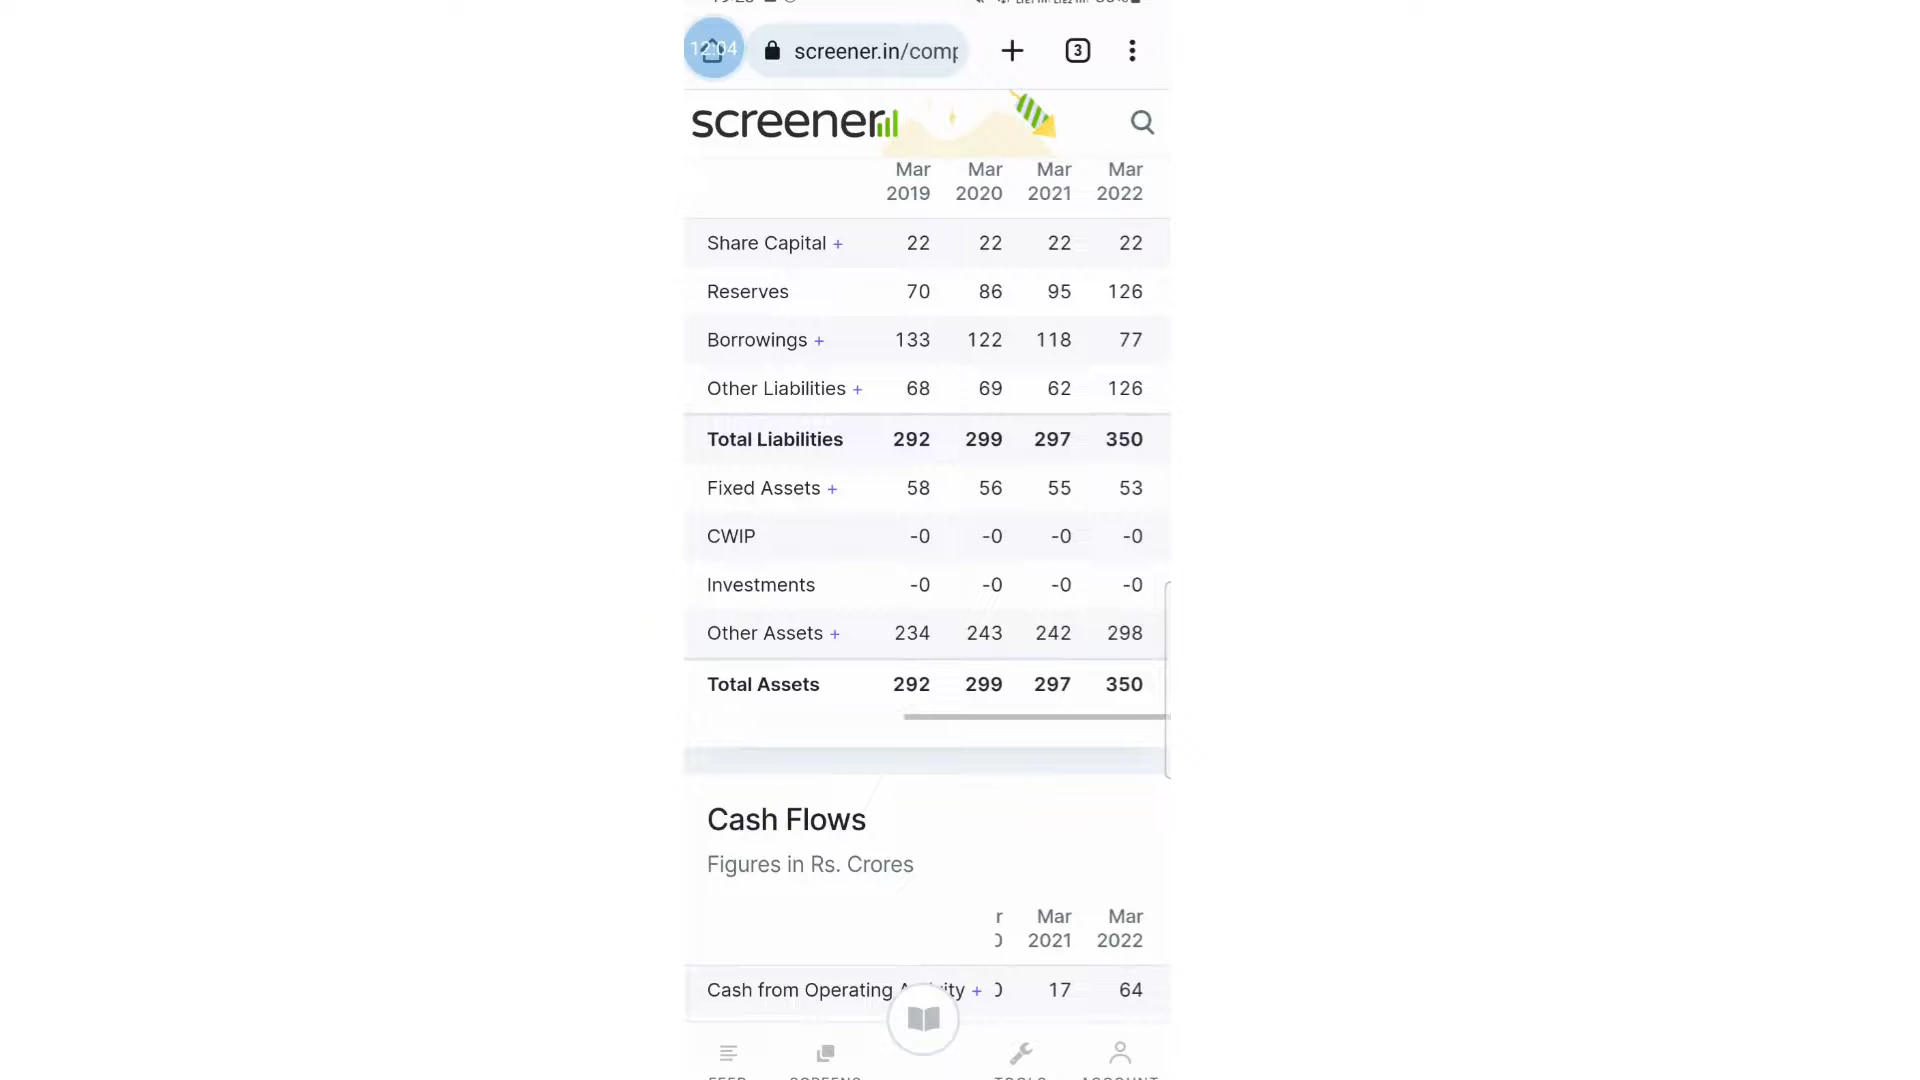 12:04 screener.in/comp 3
screener
Mar Mar Mar Mar
2019 2020 2021 2022
Share Capital + 22 22 22 22
Reserves 70 86 95 126
Borrowings + 133 122 118 77
Other Liabilities + 68 69 62 126
Total Liabilities 292 299 297 350
Fixed Assets + 58 56 55 53
CWIP -0 -0 -0 -0
Investments -0 -0 -0 -0
Other Assets + 234 243 242 298
Total Assets 292 299 297 350
Cash Flows
Figures in Rs. Crores
r Mar Mar
2021 2022
Cash from Operating + 17 64